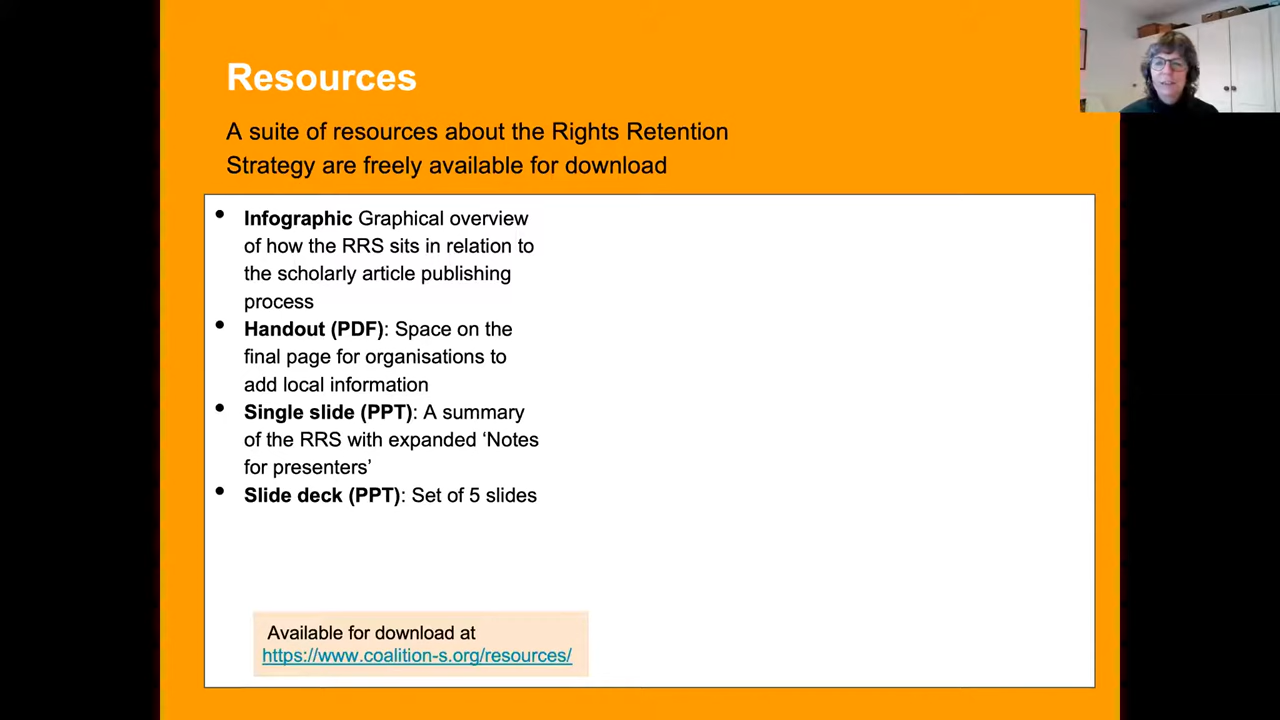 Resources
A suite of resources about the Rights Retention
Strategy are freely available for download
• Infographic Graphical overview
of how the RRS sits in relation to
the scholarly article publishing
process
• Handout (PDF): Space on the
final page for organisations to
add local information
• Single slide (PPT): A summary
of the RRS with expanded ‘Notes
for presenters’
• Slide deck (PPT): Set of 5 slides
Available for download at
https://www.coalition-s.org/resources/